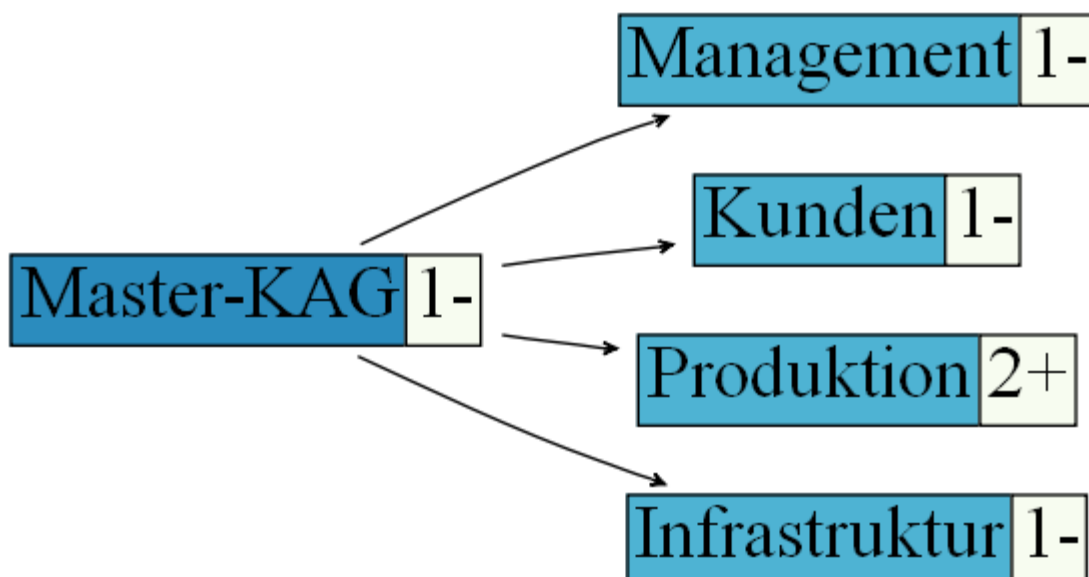 Management 1-
Kunden 1-
Master-KAG 1-
Produktion 2+
Infrastruktur 1-